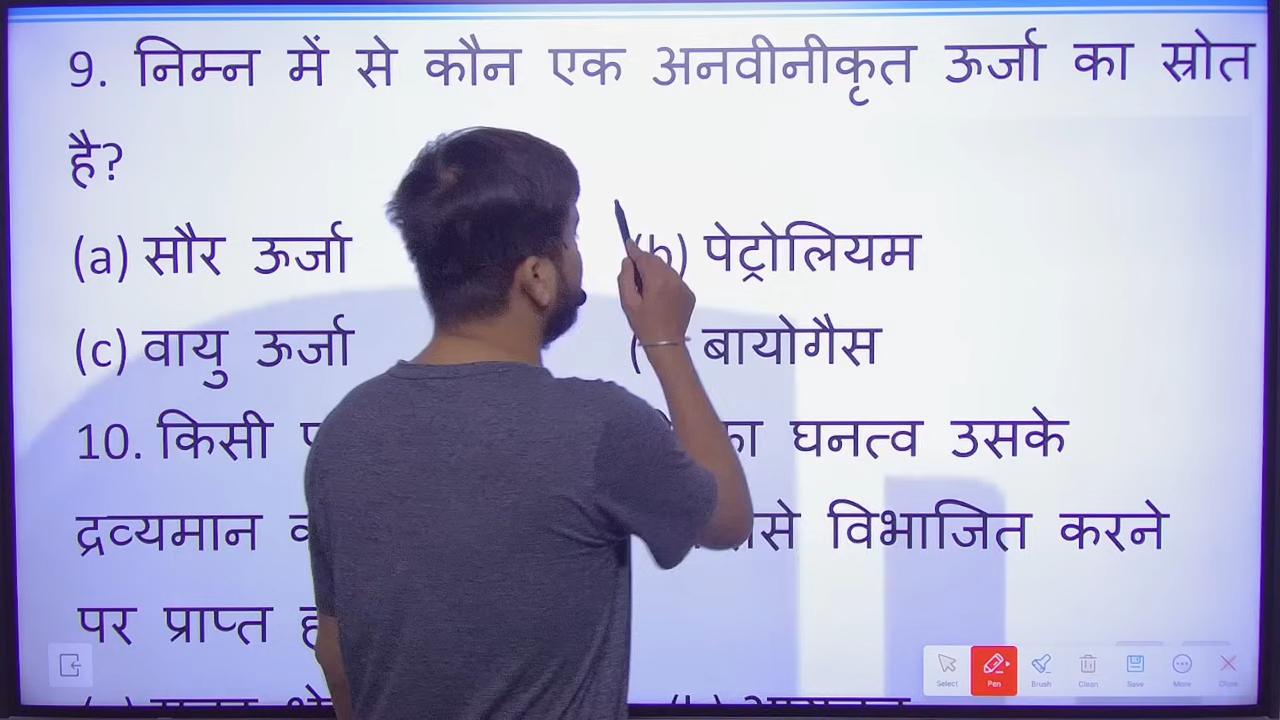 9. निम्न में से कौन एक अनवीनीकृत ऊर्जा का स्रोत
है?
(a) सौर ऊर्जा (b) पेट्रोलियम
(c) वायु ऊर्जा बायोगैस
10. किसी का घनत्व उसके
द्रव्यमान विभाजित करने
पर प्राप्त
Select Pen Brush Clean Save More Close